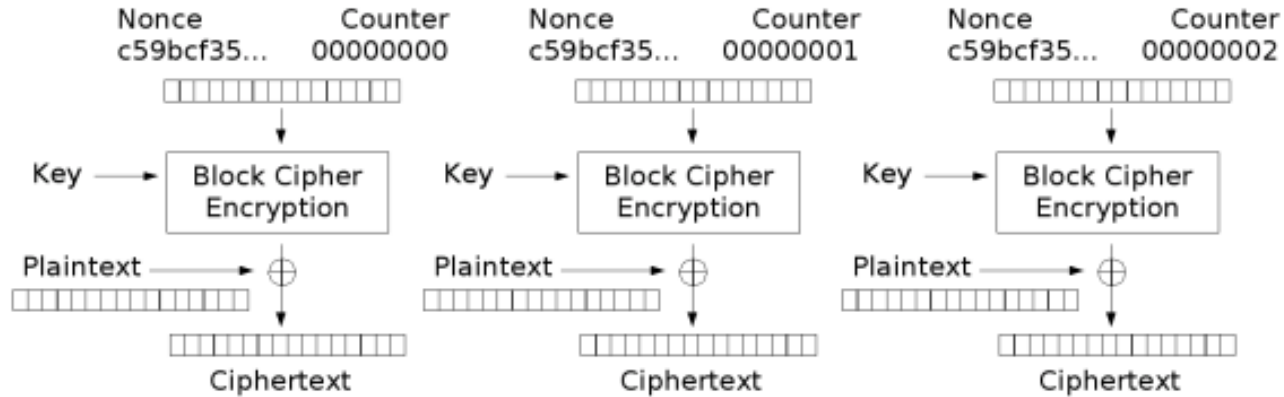 Nonce Counter
c59bcf35... 00000000
Key
Block Cipher
Encryption
Plaintext
Ciphertext
Nonce Counter
c59bcf35... 00000001
Key
Block Cipher
Encryption
Plaintext
Ciphertext
Nonce Counter
c59bcf35... 00000002
Key
Block Cipher
Encryption
Plaintext
Ciphertext